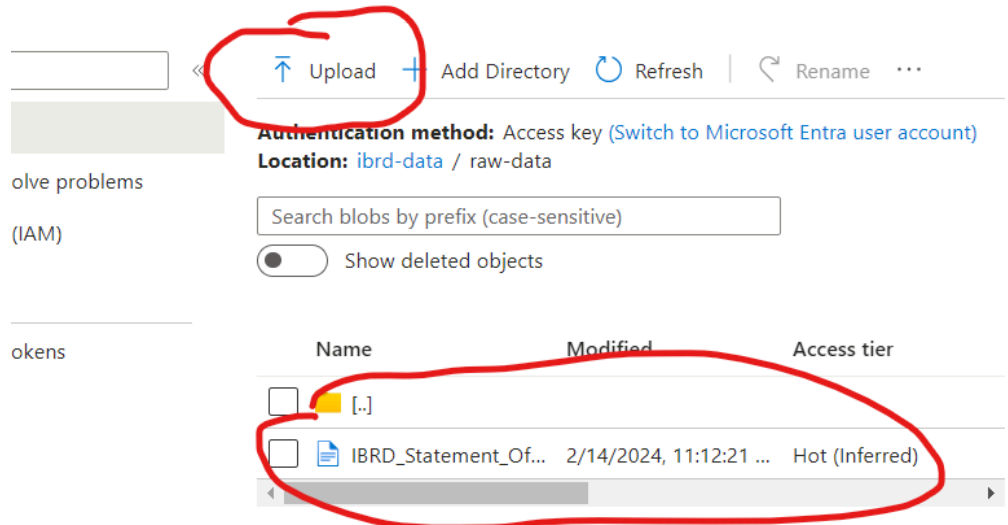 Upload Add Directory Refresh Rename ...
Authentication method: Access key (Switch to Microsoft Entra user account)
Location: ibrd-data / raw-data
olve problems
Search blobs by prefix (case-sensitive)
(IAM)
Show deleted objects
okens
Name Modified Access tier
[..]
IBRD_Statement_Of... 2/14/2024, 11:12:21 ... Hot (Inferred)